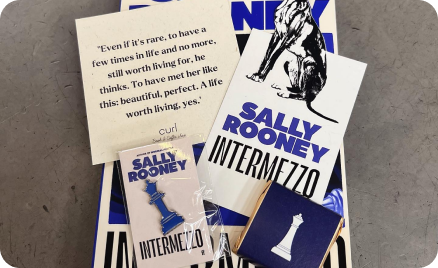 NEY
'Even if it's rare, to have a
few times in life and no more,
still worth living for, he
thinks. To have met her like
this: beautiful, perfect. A life
worth living, yes.'
curl
SALLY
ROONEY
INTERMEZZO
SALLY
ROONEY
INTERMEZZO